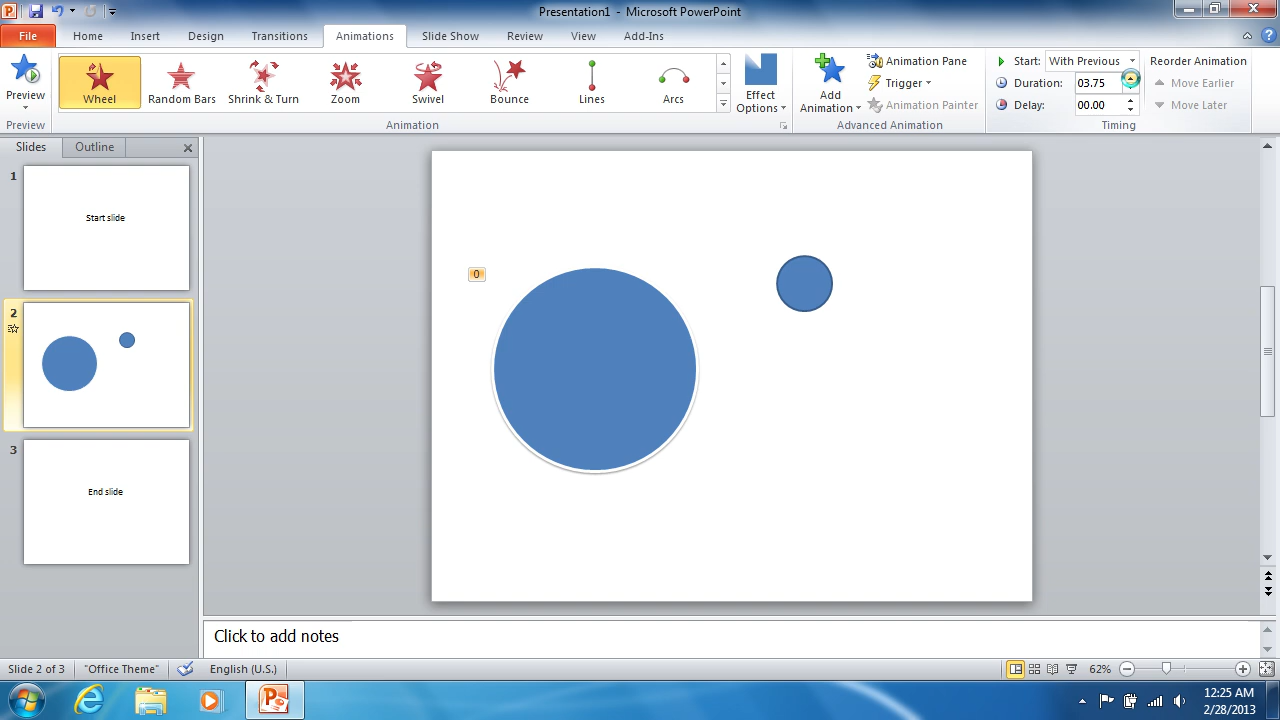 Presentation1 - Microsoft PowerPoint
File Home Insert Design Transitions Animations Slide Show Review View Add-Ins
Preview
Wheel Random Bars Shrink & Turn Zoom Swivel Bounce Lines Arcs
Effect Options
Add Animation
Animation Pane
Trigger
Animation Painter
Start: With Previous
Duration: 03.75
Delay: 00.00
Reorder Animation
Move Earlier
Move Later
Preview Animation Advanced Animation Timing
Slides Outline
1
Start slide
2
3
End slide
0
Click to add notes
Slide 2 of 3 "Office Theme" English (U.S.) 62%
12:25 AM
2/28/2013